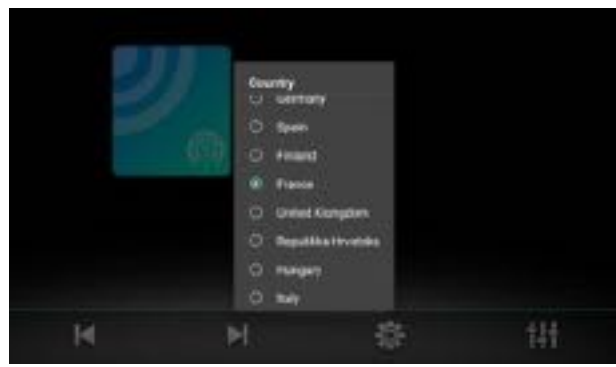 Country
Germany
Spain
Finland
France
United Kingdom
Republika Hrvatska
Hungary
Italy